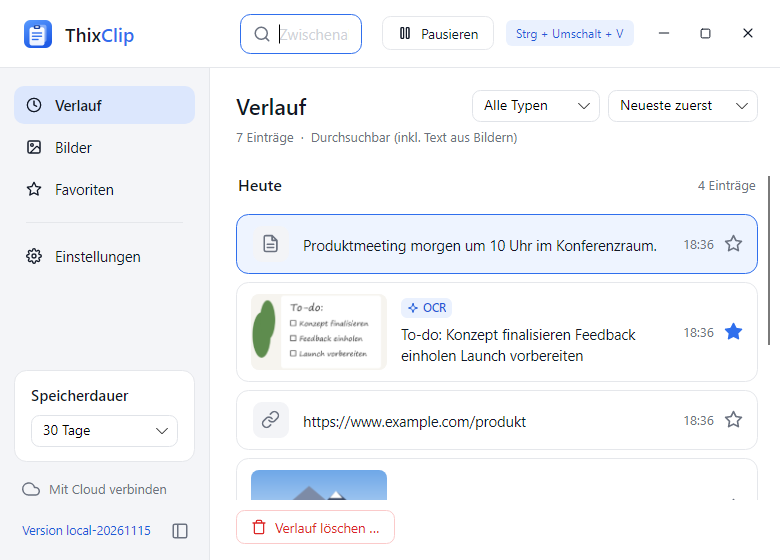 ThixClip
Zwischena
Pausieren
Strg + Umschalt + V
Verlauf
Bilder
Favoriten
Einstellungen
Speicherdauer
30 Tage
Mit Cloud verbinden
Version local-20261115
Verlauf
Alle Typen
Neueste zuerst
7 Einträge · Durchsuchbar (inkl. Text aus Bildern)
Heute
4 Einträge
Produktmeeting morgen um 10 Uhr im Konferenzraum.
18:36
To-do:
Konzept finalisieren
Feedback einholen
Launch vorbereiten
OCR
To-do: Konzept finalisieren Feedback
einholen Launch vorbereiten
18:36
https://www.example.com/produkt
18:36
Verlauf löschen ...